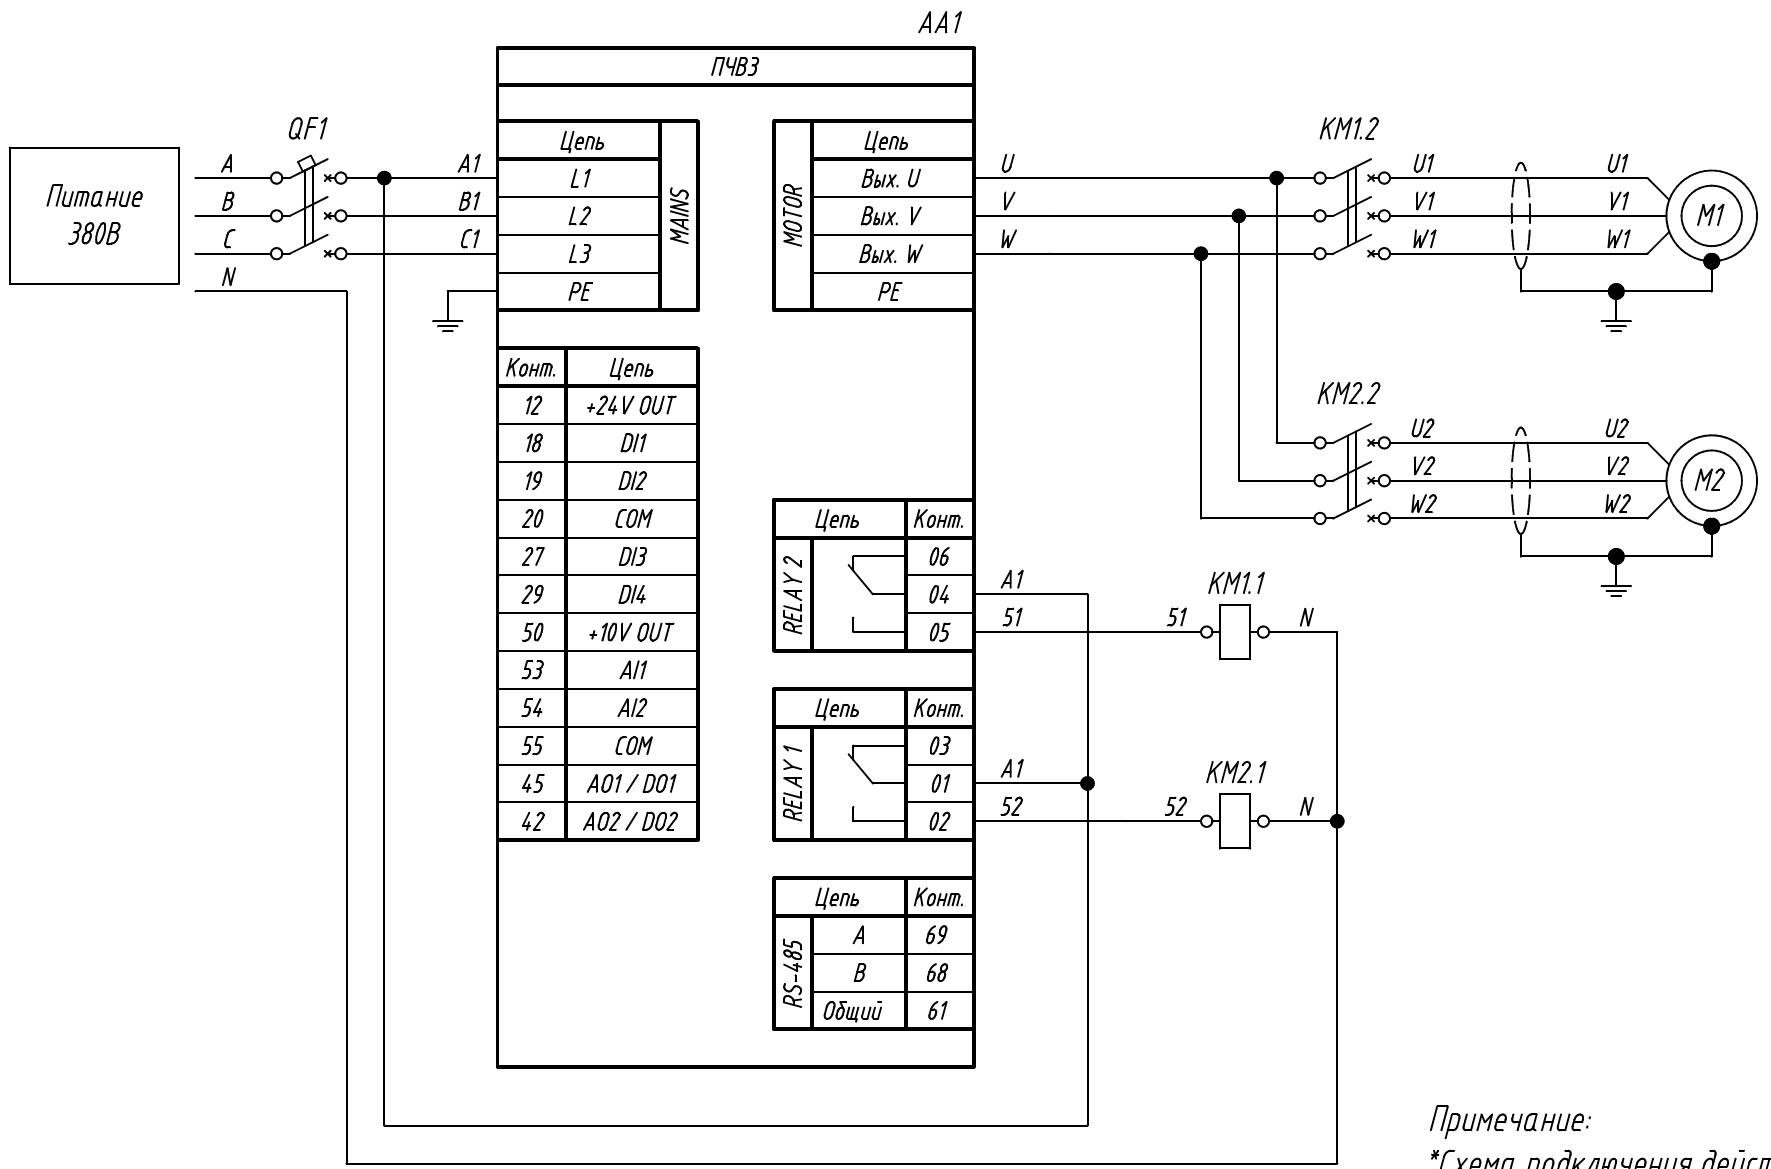 AA1
ПЧВ3
QF1
Питание
380В
A
B
C
N
A1
B1
C1
Цепь
L1
L2
L3
PE
MAINS
MOTOR
Цепь
Вых. U
Вых. V
Вых. W
PE
U
V
W
KM1.2
U1
V1
W1
U1
V1
W1
M1
KM2.2
U2
V2
W2
U2
V2
W2
M2
Конт. Цепь
12 +24V OUT
18 DI1
19 DI2
20 COM
27 DI3
29 DI4
50 +10V OUT
53 AI1
54 AI2
55 COM
45 AO1 / DO1
42 AO2 / DO2
Цепь Конт.
RELAY 2
06
04
05
A1
51
51
KM1.1
N
Цепь Конт.
RELAY 1
03
01
02
A1
52
52
KM2.1
N
Цепь Конт.
RS-485
A 69
B 68
Общий 61
Примечание:
*Схема подключения